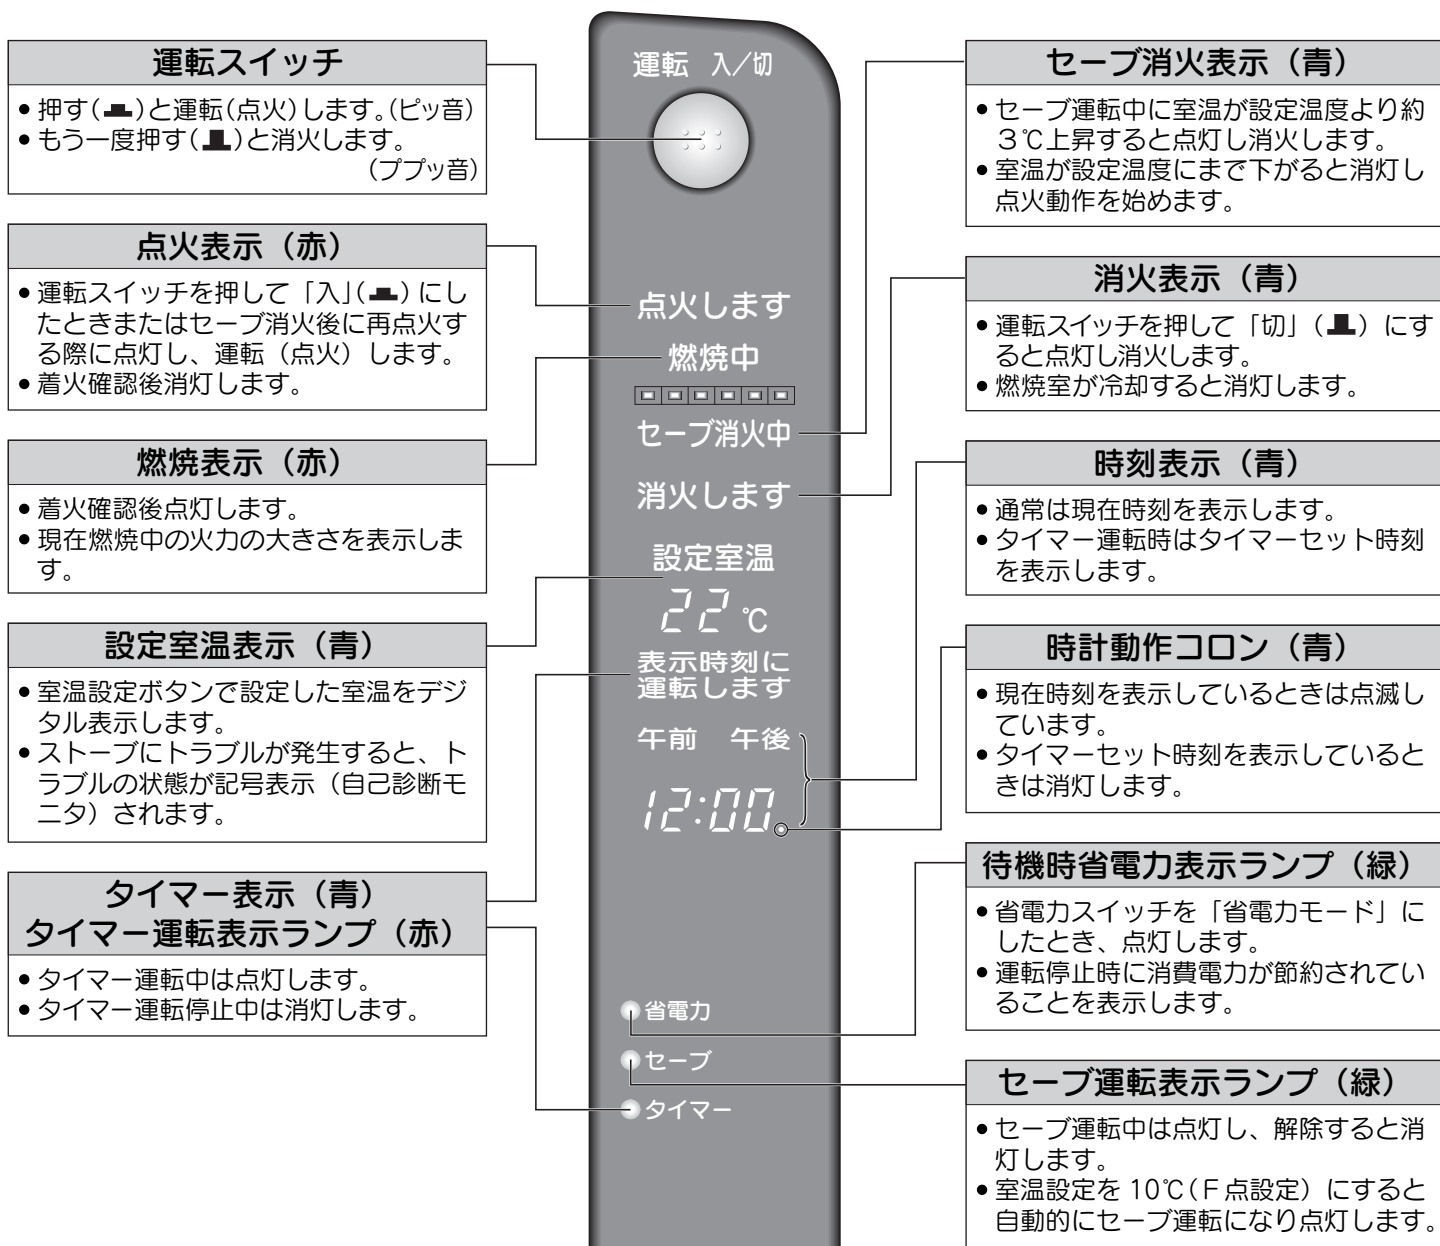 運転スイッチ
● 押す( )と運転(点火)します。(ピッ音)
● もう一度押す( )と消火します。
(ププッ音)
点火表示（赤）
● 運転スイッチを押して「入」( )にし
たときまたはセーブ消火後に再点火す
る際に点灯し、運転（点火）します。
● 着火確認後消灯します。
燃焼表示（赤）
● 着火確認後点灯します。
● 現在燃焼中の火力の大きさを表示しま
す。
設定室温表示（青）
● 室温設定ボタンで設定した室温をデジ
タル表示します。
● ストーブにトラブルが発生すると、ト
ラブルの状態が記号表示（自己診断モ
ニタ）されます。
タイマー表示（青）
タイマー運転表示ランプ（赤）
● タイマー運転中は点灯します。
● タイマー運転停止中は消灯します。
運転 入／切
点火します
燃焼中
セーブ消火中
消火します
設定室温
22℃
表示時刻に
運転します
午前 午後
12:00.
省電力
セーブ
タイマー
セーブ消火表示（青）
● セーブ運転中に室温が設定温度より約
3℃上昇すると点灯し消火します。
● 室温が設定温度にまで下がると消灯し
点火動作を始めます。
消火表示（青）
● 運転スイッチを押して「切」( )にす
ると点灯し消火します。
● 燃焼室が冷却すると消灯します。
時刻表示（青）
● 通常は現在時刻を表示します。
● タイマー運転時はタイマーセット時刻
を表示します。
時計動作コロン（青）
● 現在時刻を表示しているときは点滅し
ています。
● タイマーセット時刻を表示していると
きは消灯します。
待機時省電力表示ランプ（緑）
● 省電力スイッチを「省電力モード」に
したとき、点灯します。
● 運転停止時に消費電力が節約されてい
ることを表示します。
セーブ運転表示ランプ（緑）
● セーブ運転中は点灯し、解除すると消
灯します。
● 室温設定を10℃(F点設定）にすると
自動的にセーブ運転になり点灯します。